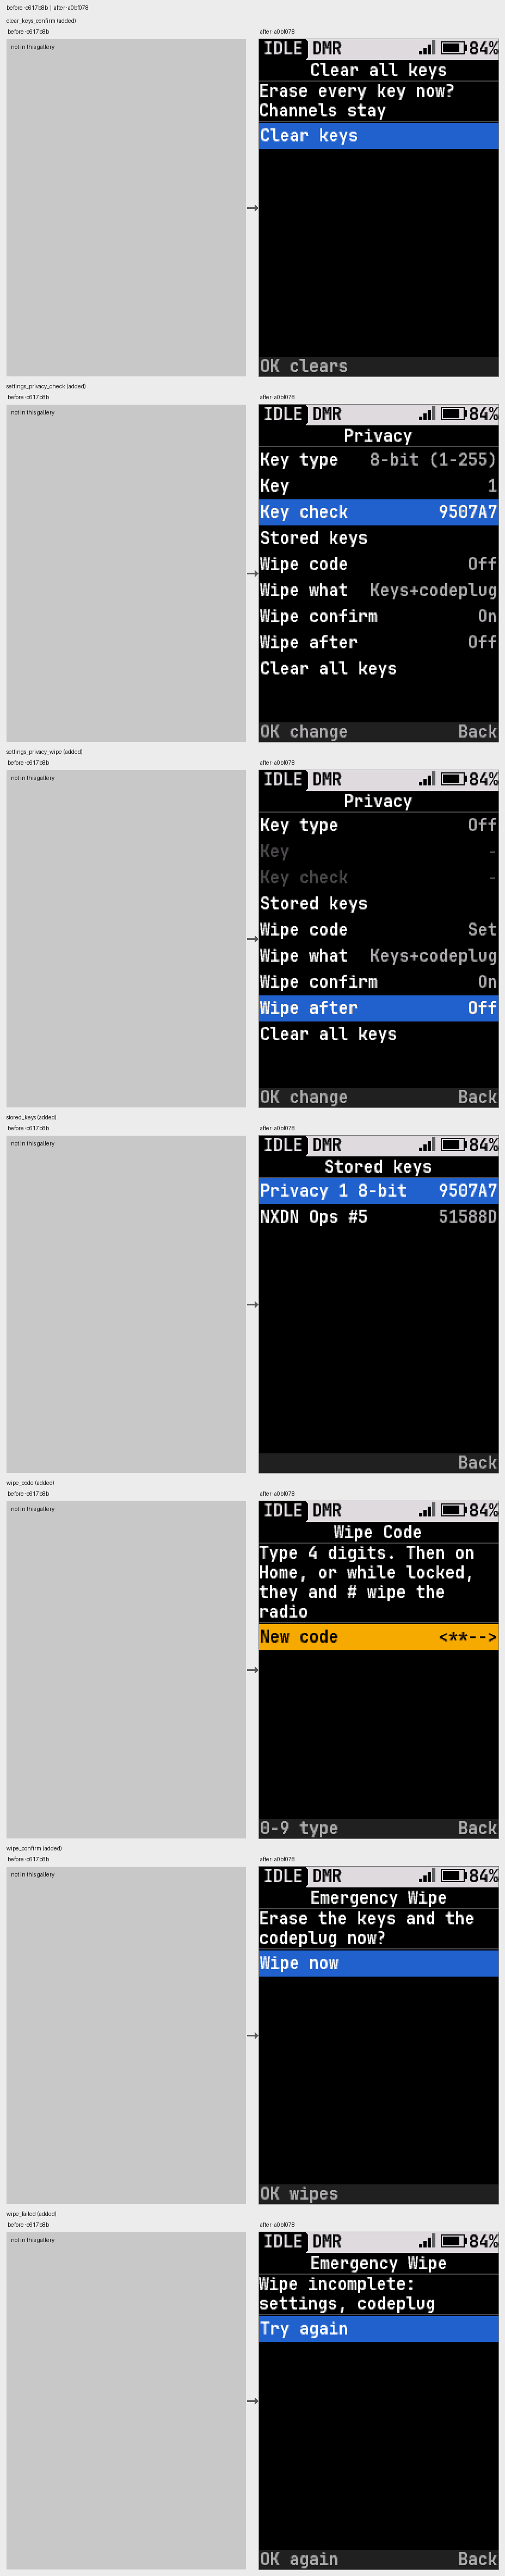 before·c617b8b | after·a0bf078
clear_keys_confirm (added)
before·c617b8b
after·a0bf078
not in this gallery
IDLE DMR 84%
Clear all keys
Erase every key now?
Channels stay
Clear keys
→
OK clears
settings_privacy_check (added)
before·c617b8b
after·a0bf078
not in this gallery
IDLE DMR 84%
Privacy
Key type 8-bit (1-255)
Key 1
Key check 9507A7
Stored keys
Wipe code Off
→
Wipe what Keys+codeplug
Wipe confirm On
Wipe after Off
Clear all keys
OK change Back
settings_privacy_wipe (added)
before·c617b8b
after·a0bf078
not in this gallery
IDLE DMR 84%
Privacy
Key type Off
Key -
Key check -
Stored keys
Wipe code Set
→
Wipe what Keys+codeplug
Wipe confirm On
Wipe after Off
Clear all keys
OK change Back
stored_keys (added)
before·c617b8b
after·a0bf078
not in this gallery
IDLE DMR 84%
Stored keys
Privacy 1 8-bit 9507A7
NXDN Ops #5 51588D
→
Back
wipe_code (added)
before·c617b8b
after·a0bf078
not in this gallery
IDLE DMR 84%
Wipe Code
Type 4 digits. Then on
Home, or while locked,
they and # wipe the
radio
New code <**-->
→
0-9 type Back
wipe_confirm (added)
before·c617b8b
after·a0bf078
not in this gallery
IDLE DMR 84%
Emergency Wipe
Erase the keys and the
codeplug now?
Wipe now
→
OK wipes
wipe_failed (added)
before·c617b8b
after·a0bf078
not in this gallery
IDLE DMR 84%
Emergency Wipe
Wipe incomplete:
settings, codeplug
Try again
→
OK again Back